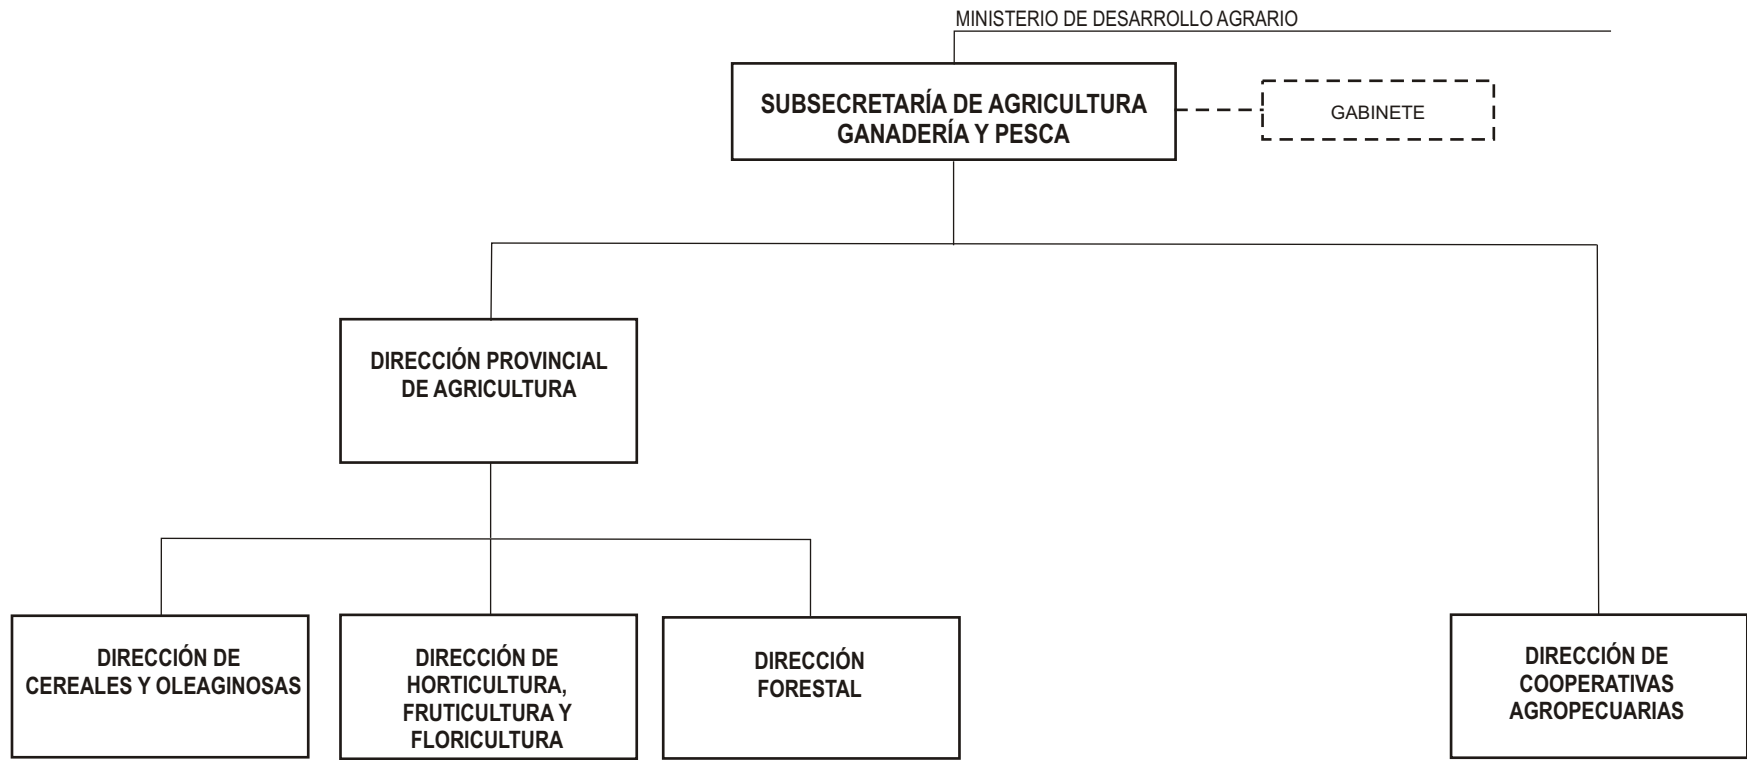 MINISTERIO DE DESARROLLO AGRARIO
SUBSECRETARÍA DE AGRICULTURA
GANADERÍA Y PESCA
GABINETE
DIRECCIÓN PROVINCIAL
DE AGRICULTURA
DIRECCIÓN DE
CEREALES Y OLEAGINOSAS
DIRECCIÓN DE
HORTICULTURA,
FRUTICULTURA Y
FLORICULTURA
DIRECCIÓN
FORESTAL
DIRECCIÓN DE
COOPERATIVAS
AGROPECUARIAS